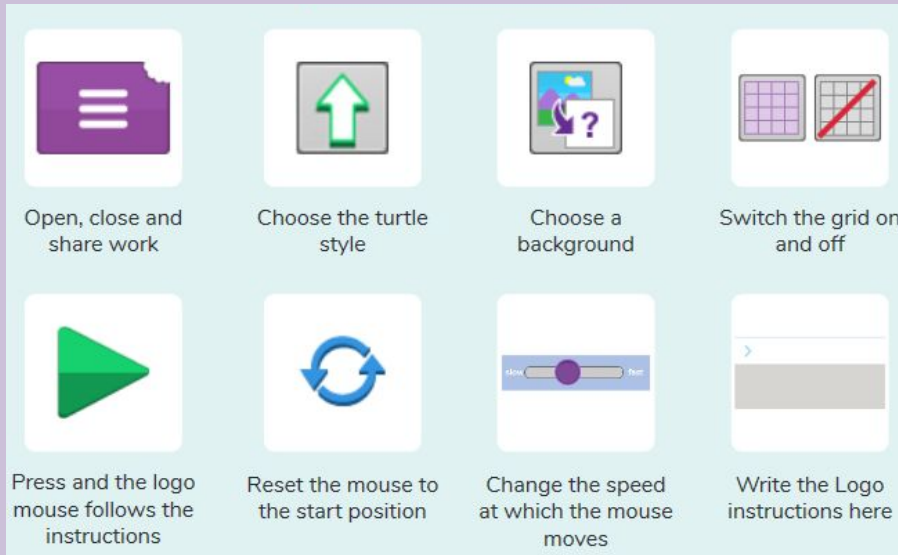 Open, close and
share work
Choose the turtle
style
?
Choose a
background
Switch the grid on
and off
Press and the logo
mouse follows the
instructions
Reset the mouse to
the start position
slow fast
Change the speed
at which the mouse
moves
>
Write the Logo
instructions here